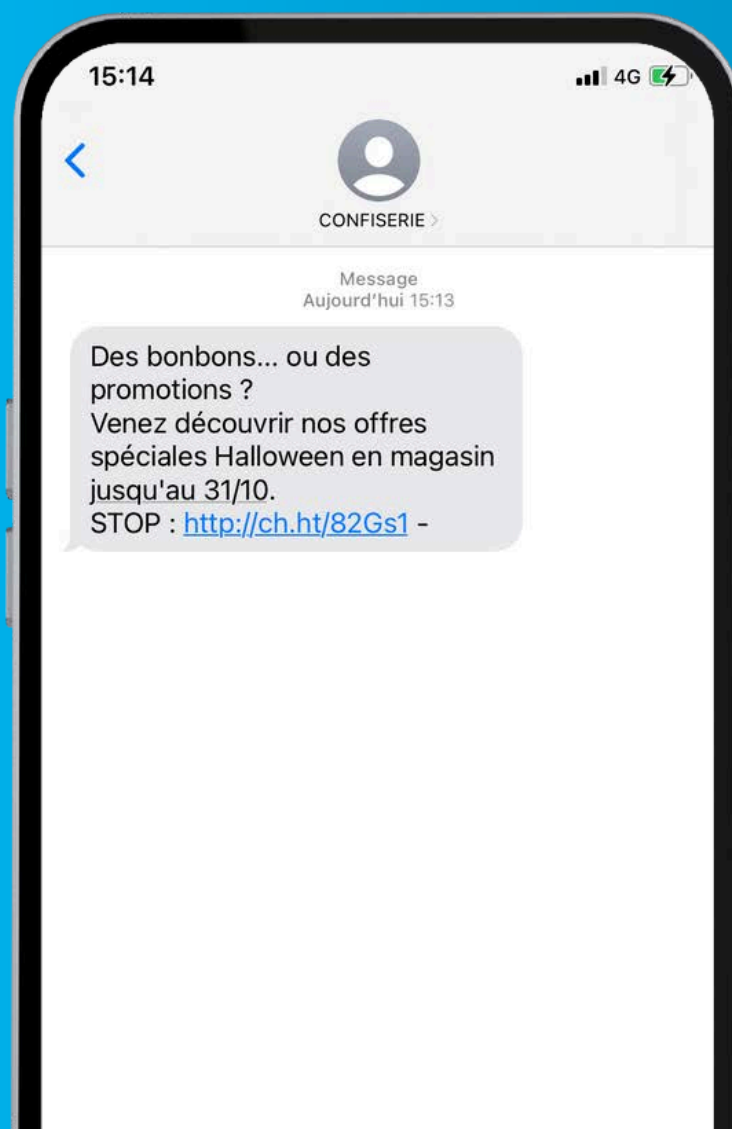 15:14
4G
CONFISERIE
Message
Aujourd'hui 15:13
Des bonbons... ou des
promotions ?
Venez découvrir nos offres
spéciales Halloween en magasin
jusqu'au 31/10.
STOP : http://ch.ht/82Gs1 -